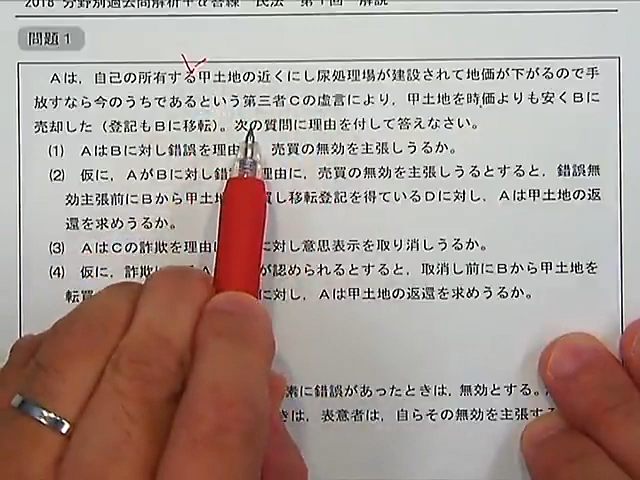 2018 分野別過去問解析+α答練 民法 第1回 解説
問題1
Aは，自己の所有する甲土地の近くにし尿処理場が建設されて地価が下がるので手
放すなら今のうちであるという第三者Cの虚言により，甲土地を時価よりも安くBに
売却した（登記もBに移転）。次の質問に理由を付して答えなさい。
(1) AはBに対し錯誤を理由 ，売買の無効を主張しうるか。
(2) 仮に，AがBに対し錯 理由に，売買の無効を主張しうるとすると，錯誤無
効主張前にBから甲土地 し移転登記を得ているDに対し，Aは甲土地の返
還を求めうるか。
(3) AはCの詐欺を理由 に対し意思表示を取り消しうるか。
(4) 仮に，詐欺 が認められるとすると，取消し前にBから甲土地を
転 に対し，Aは甲土地の返還を求めうるか。
素に錯誤があったときは，無効とする。
きは，表意者は，自らその無効を主張する